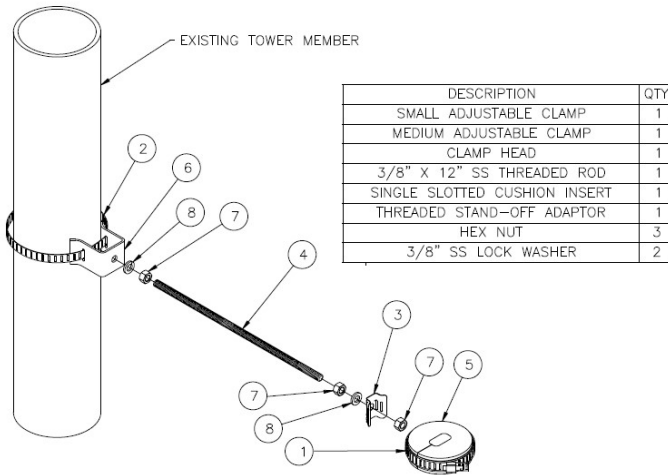 EXISTING TOWER MEMBER
DESCRIPTION QTY
SMALL ADJUSTABLE CLAMP 1
MEDIUM ADJUSTABLE CLAMP 1
CLAMP HEAD 1
3/8" X 12" SS THREADED ROD 1
SINGLE SLOTTED CUSHION INSERT 1
THREADED STAND-OFF ADAPTOR 1
HEX NUT 3
3/8" SS LOCK WASHER 2
2
6
8
7
4
3
7
5
7
8
1